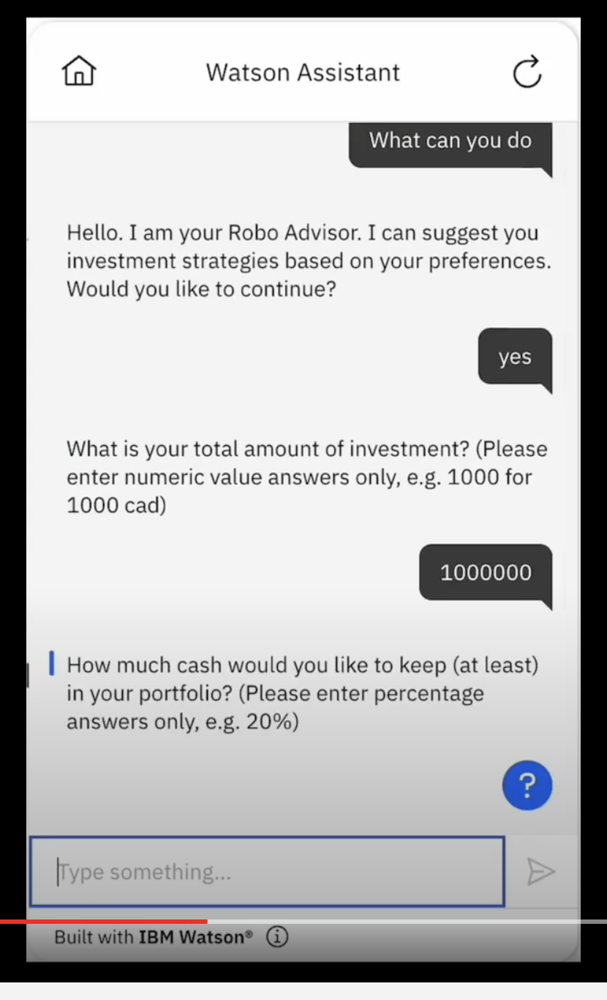 Watson Assistant
What can you do
Hello. I am your Robo Advisor. I can suggest you
investment strategies based on your preferences.
Would you like to continue?
yes
What is your total amount of investment? (Please
enter numeric value answers only, e.g. 1000 for
1000 cad)
1000000
How much cash would you like to keep (at least)
in your portfolio? (Please enter percentage
answers only, e.g. 20%)
?
Type something...
Built with IBM Watson®